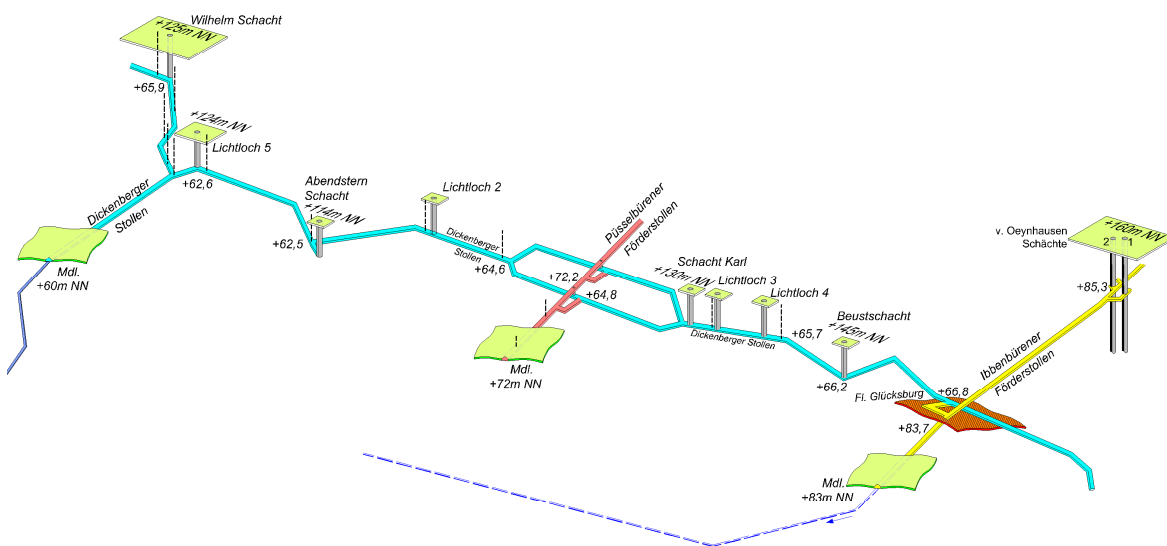 Wilhelm Schacht
+125m NN
+65,9
+124m NN
Lichtloch 5
+62,6
Dickenberger
Stollen
Mdl.
+60m NN
Abendstern
Schacht
+114m NN
+62,5
Lichtloch 2
Dickenberger
Stollen
+64,6
Püsselbürener
Förderstollen
+72,2
+64,8
Mdl.
+72m NN
Schacht Karl
+130m NN
Lichtloch 3
Lichtloch 4
Dickenberger Stollen
+65,7
Beustschacht
+145m NN
+66,2
v. Oeynhausen
Schächte
+160m NN
2 1
+85,3
Ibbenbürener
Förderstollen
Fl. Glücksburg
+66,8
+83,7
Mdl.
+83m NN